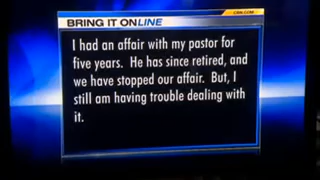 BRING IT ONLINE
I had an affair with my pastor for
five years. He has since retired, and
we have stopped our affair. But, I
still am having trouble dealing with
it.